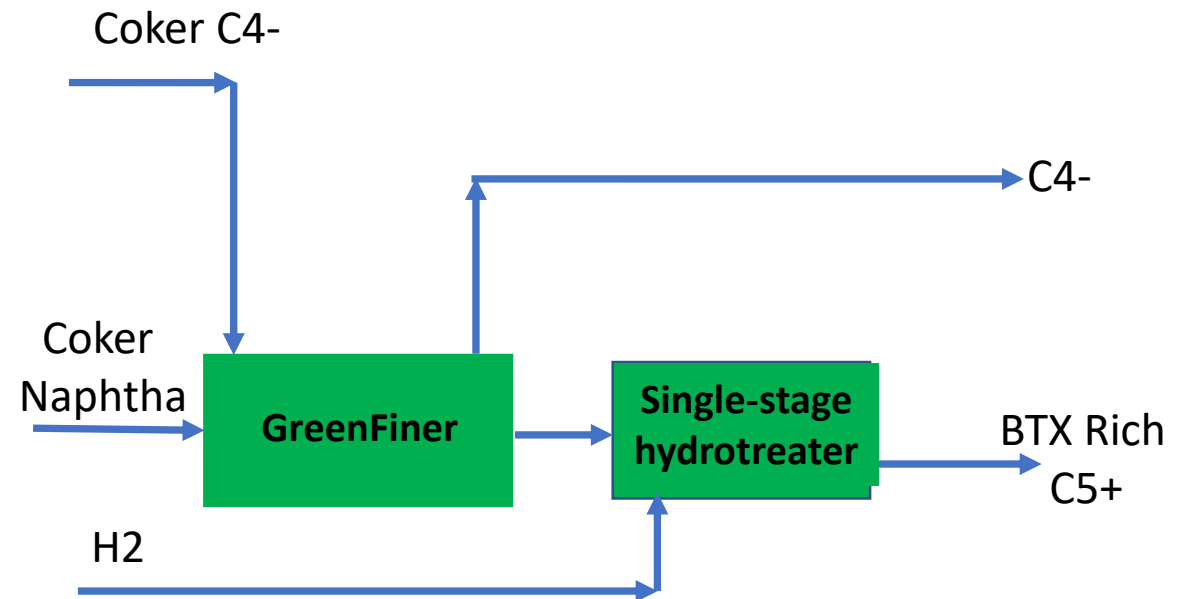 Coker C4-
C4-
Coker
Naphtha
GreenFiner
Single-stage
hydrotreater
BTX Rich
C5+
H2